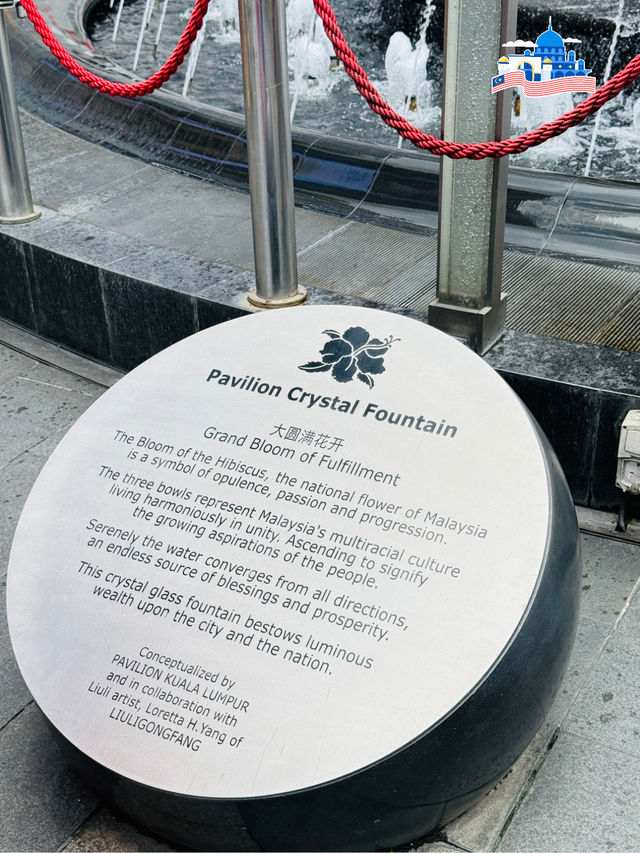 Pavilion Crystal Fountain
大圆满花开
Grand Bloom of Fulfillment
The Bloom of the Hibiscus, the national flower of Malaysia
is a symbol of opulence, passion and progression.
The three bowls represent Malaysia's multiracial culture
living harmoniously in unity. Ascending to signify
the growing aspirations of the people.
Serenely the water converges from all directions,
an endless source of blessings and prosperity.
This crystal glass fountain bestows luminous
wealth upon the city and the nation.
Conceptualized by
PAVILION KUALA LUMPUR
and in collaboration with
Liuli artist, Loretta H.Yang of
LIULIGONGFANG